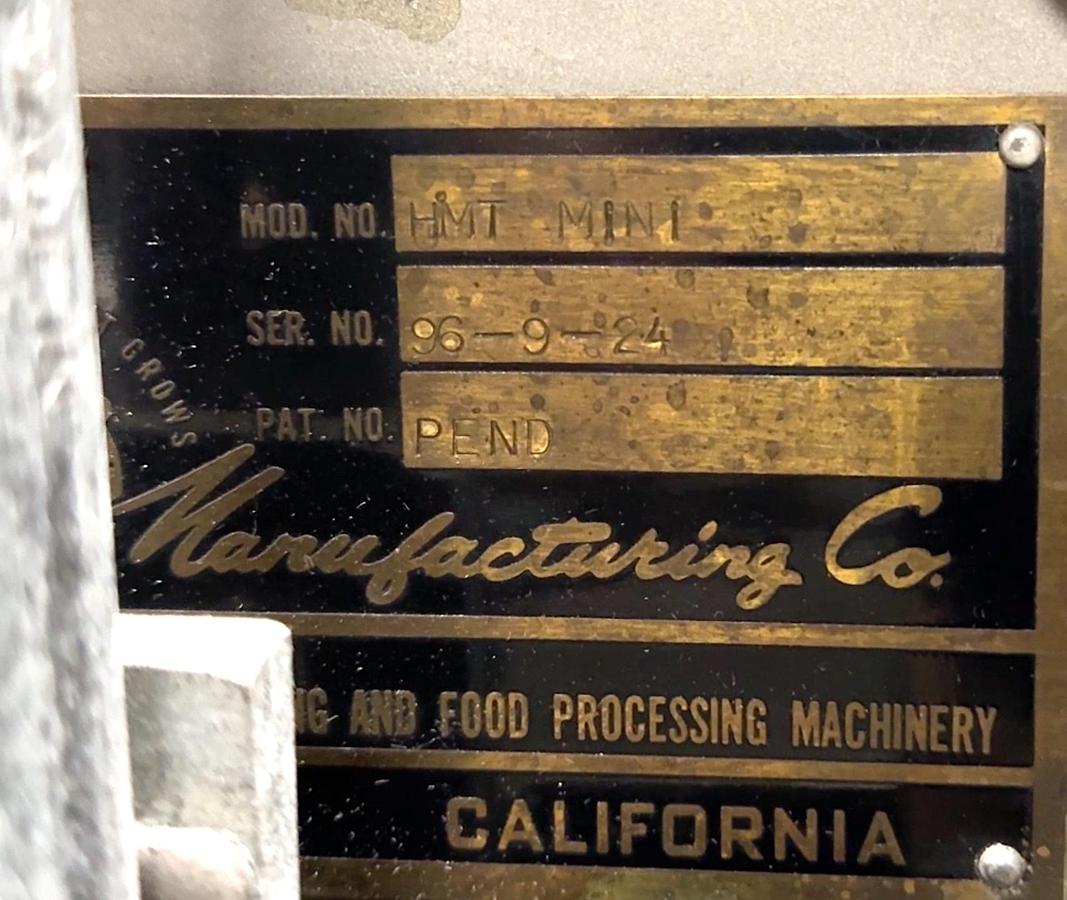 MOD. NO. HMT MINI
SER. NO. 96-9-24
PAT. NO. PEND
GROWS
Manufacturing Co.
AND FOOD PROCESSING MACHINERY
CALIFORNIA